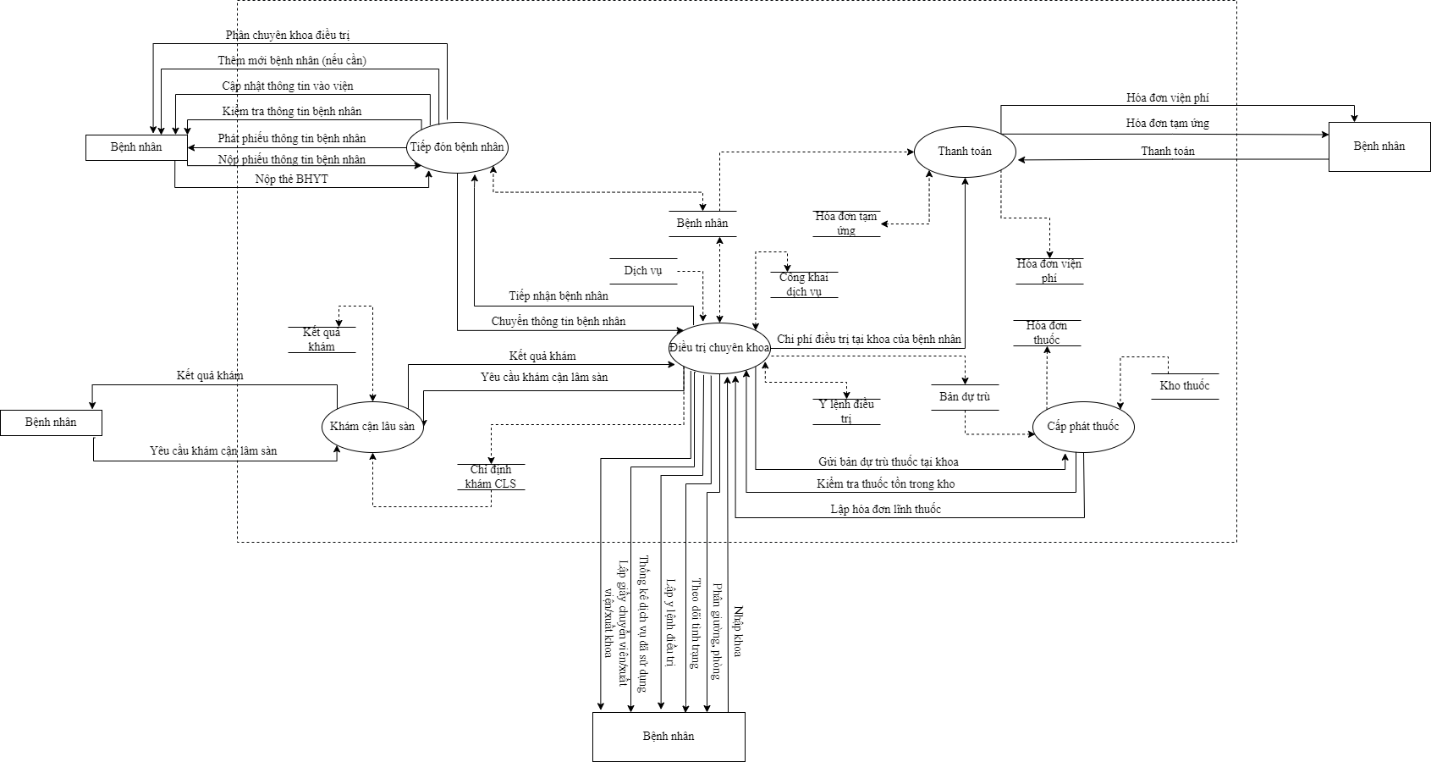 Phân chuyên khoa điều trị
Thêm mới bệnh nhân (nếu cần)
Cập nhật thông tin vào viện
Kiểm tra thông tin bệnh nhân
Bệnh nhân
Phát phiếu thông tin bệnh nhân
Tiếp đón bệnh nhân
Nộp phiếu thông tin bệnh nhân
Nộp thẻ BHYT
Hóa đơn viện phí
Hóa đơn tạm ứng
Thanh toán
Thanh toán
Bệnh nhân
Bệnh nhân
Hóa đơn tạm
ứng
Dịch vụ
Công khai
dịch vụ
Hóa đơn viện
phí
Tiếp nhận bệnh nhân
Chuyển thông tin bệnh nhân
Kết quả
khám
Điều trị chuyên khoa
Chi phí điều trị tại khoa của bệnh nhân
Hóa đơn
thuốc
Kết quả khám
Kết quả khám
Yêu cầu khám cận lâm sàn
Bản dự trù
Kho thuốc
Y lệnh điều
trị
Bệnh nhân
Khám cận lâu sàn
Cấp phát thuốc
Yêu cầu khám cận lâm sàn
Chỉ định
khám CLS
Gửi bản dự trù thuốc tại khoa
Kiểm tra thuốc tồn trong kho
Lập hóa đơn lĩnh thuốc
Lập giấy chuyển viện/xuất
viện/xuất khoa
Thống kê dịch vụ đã sử dụng
Lập y lệnh điều trị
Theo dõi tình trạng
Phân giường, phòng
Nhập khoa
Bệnh nhân